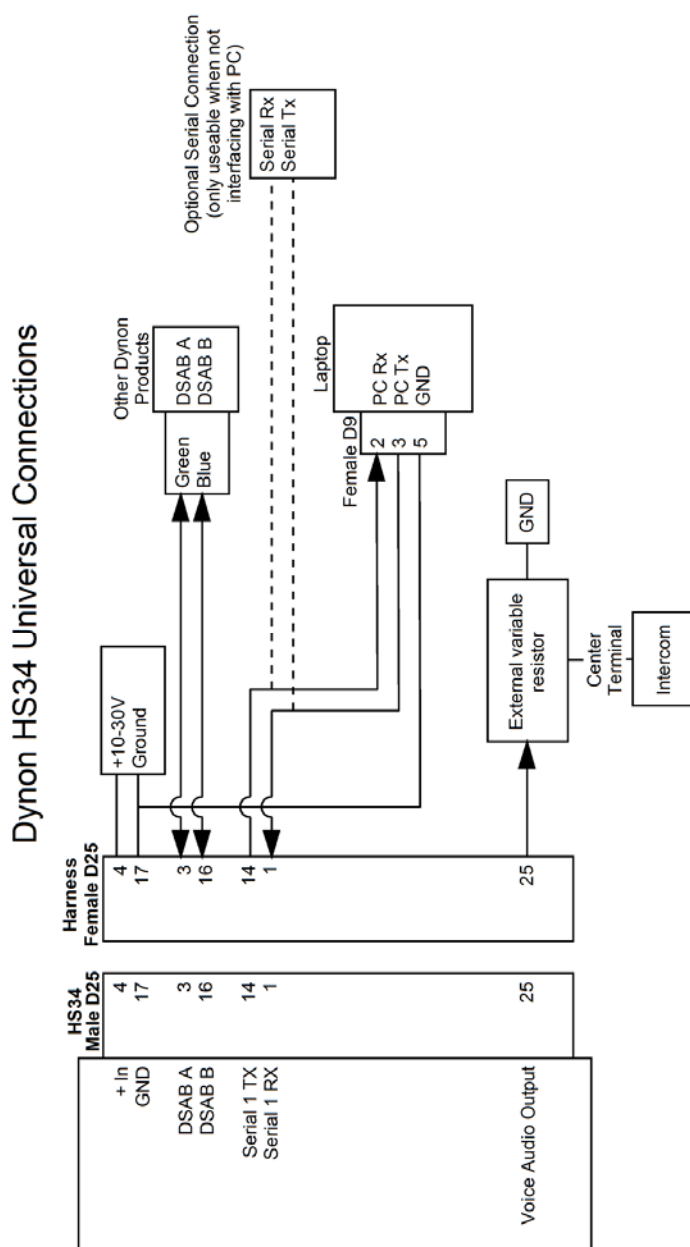 Dynon HS34 Universal Connections
HS34
Male D25
Harness
Female D25
+ In
GND
DSAB A
DSAB B
Serial 1 TX
Serial 1 RX
Voice Audio Output
4
17
3
16
14
1
25
4
17
3
16
14
1
25
+10-30V
Ground
Other Dynon
Products
Green
Blue
DSAB A
DSAB B
Optional Serial Connection
(only useable when not
interfacing with PC)
Serial Rx
Serial Tx
Laptop
Female D9
2
3
5
PC Rx
PC Tx
GND
External variable
resistor
GND
Center
Terminal
Intercom